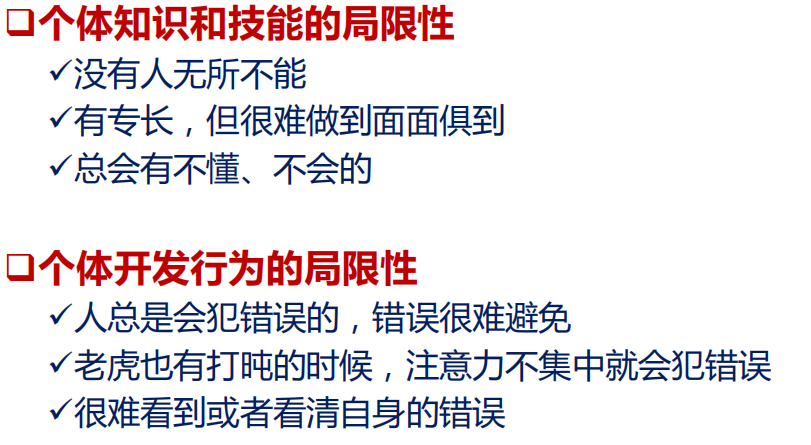 ❑个体知识和技能的局限性
✓没有人无所不能
✓有专长，但很难做到面面俱到
✓总会有不懂、不会的
❑个体开发行为的局限性
✓人总是会犯错误的，错误很难避免
✓老虎也有打盹的时候，注意力不集中就会犯错误
✓很难看到或者看清自身的错误